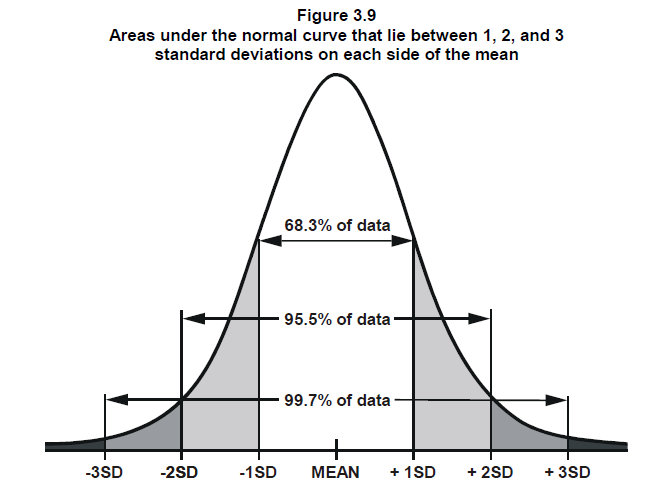 Figure 3.9
Areas under the normal curve that lie between 1, 2, and 3
standard deviations on each side of the mean
68.3% of data
95.5% of data
99.7% of data
-3SD -2SD -1SD MEAN + 1SD + 2SD + 3SD